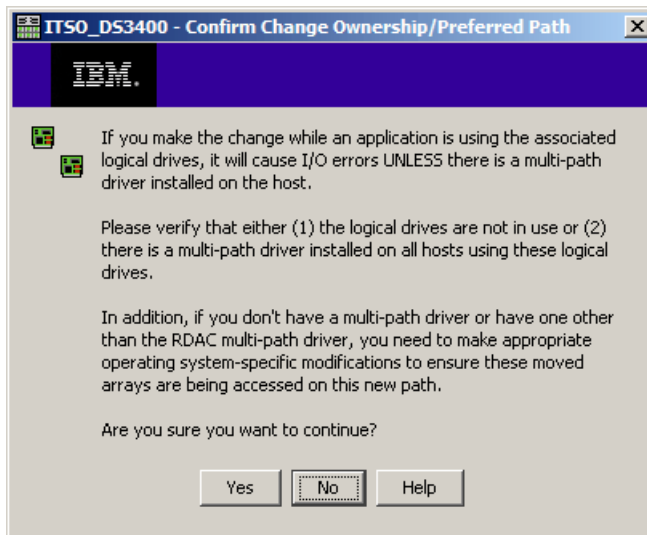 ITSO_DS3400 - Confirm Change Ownership/Preferred Path
IBM.
If you make the change while an application is using the associated
logical drives, it will cause I/O errors UNLESS there is a multi-path
driver installed on the host.
Please verify that either (1) the logical drives are not in use or (2)
there is a multi-path driver installed on all hosts using these logical
drives.
In addition, if you don't have a multi-path driver or have one other
than the RDAC multi-path driver, you need to make appropriate
operating system-specific modifications to ensure these moved
arrays are being accessed on this new path.
Are you sure you want to continue?
Yes
No
Help